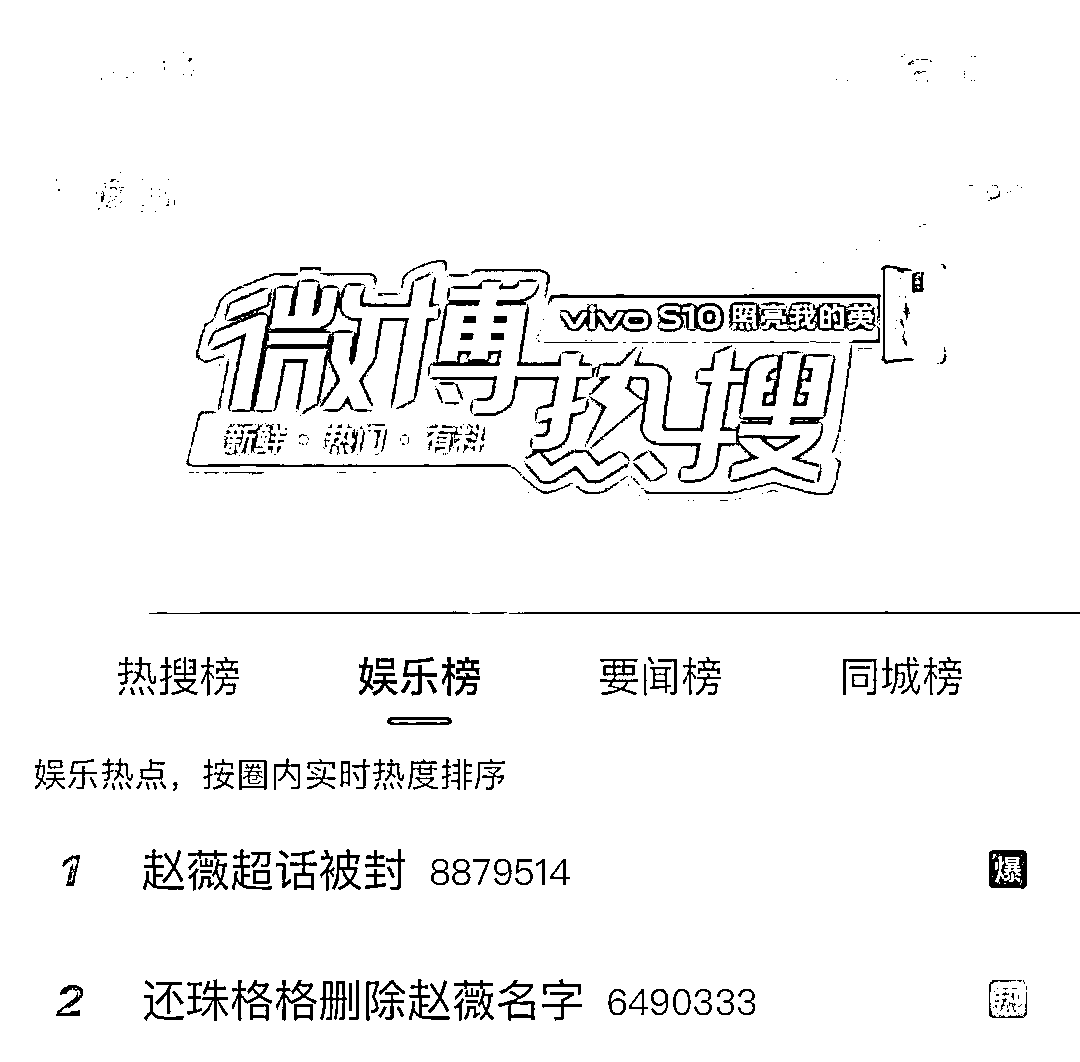 微博热搜
vivo S10 照亮我的美
新鲜·热门·有料
热搜榜 娱乐榜 要闻榜 同城榜
娱乐热点，按圈内实时热度排序
1 赵薇超话被封 8879514 爆
2 还珠格格删除赵薇名字 6490333 热